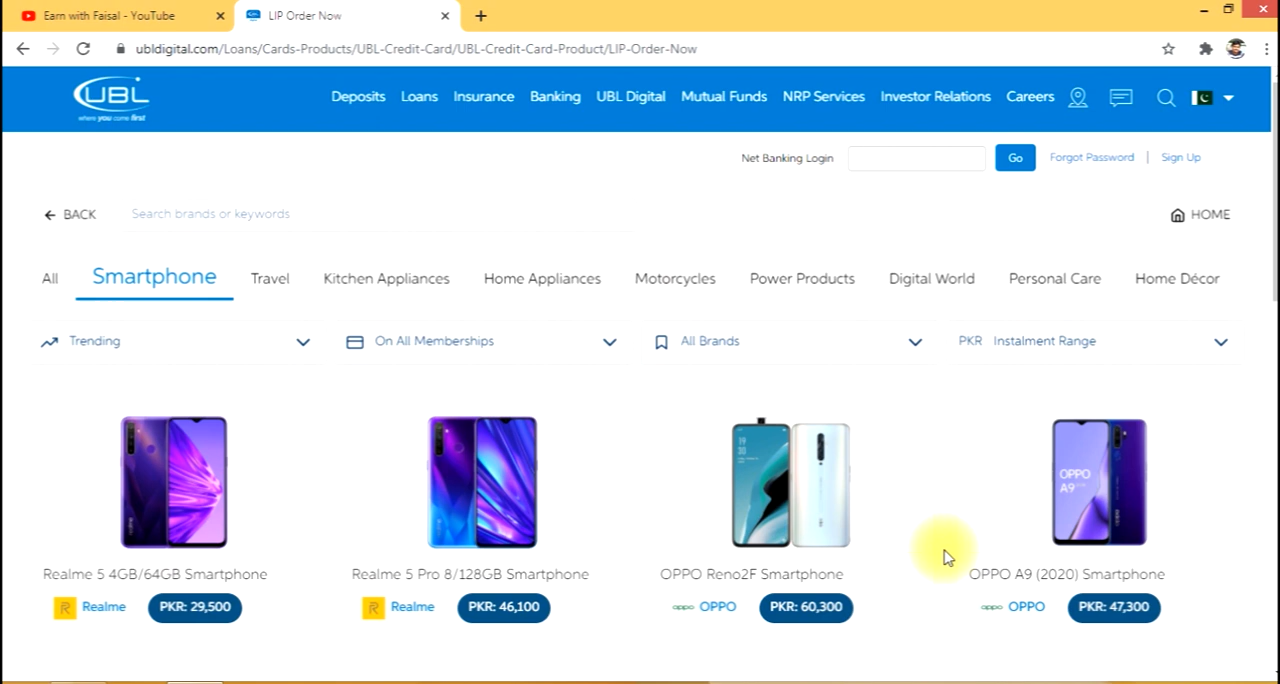 Earn with Faisal - YouTube
LIP Order Now
ubldigital.com/Loans/Cards-Products/UBL-Credit-Card/UBL-Credit-Card-Product/LIP-Order-Now
UBL
where you come first
Deposits Loans Insurance Banking UBL Digital Mutual Funds NRP Services Investor Relations Careers
Net Banking Login Go Forgot Password | Sign Up
BACK Search brands or keywords HOME
All Smartphone Travel Kitchen Appliances Home Appliances Motorcycles Power Products Digital World Personal Care Home Décor
Trending On All Memberships All Brands PKR Instalment Range
OPPO
A9
Realme 5 4GB/64GB Smartphone Realme 5 Pro 8/128GB Smartphone OPPO Reno2F Smartphone OPPO A9 (2020) Smartphone
R Realme PKR: 29,500 R Realme PKR: 46,100 oppo OPPO PKR: 60,300 oppo OPPO PKR: 47,300